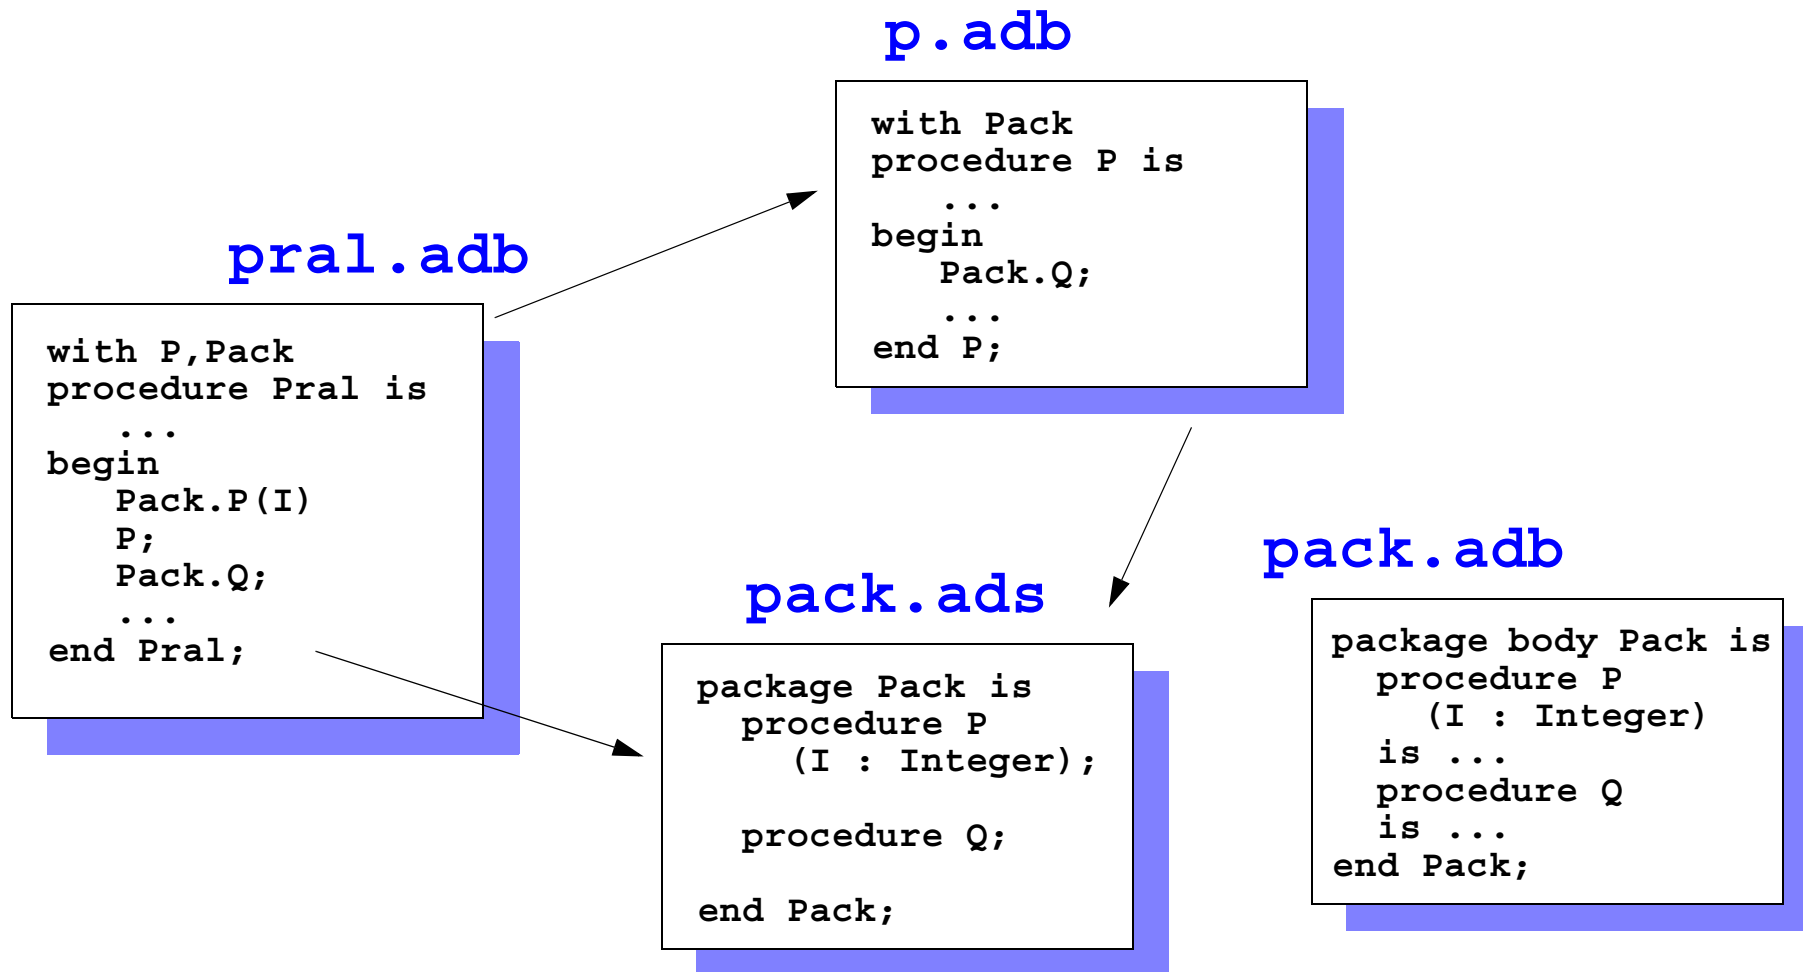 p.adb
with Pack
procedure P is
...
begin
Pack.Q;
...
end P;
pral.adb
with P,Pack
procedure Pral is
...
begin
Pack.P(I)
P;
Pack.Q;
...
end Pral;
pack.ads
package Pack is
procedure P
(I : Integer);
procedure Q;
end Pack;
pack.adb
package body Pack is
procedure P
(I : Integer)
is ...
procedure Q
is ...
end Pack;